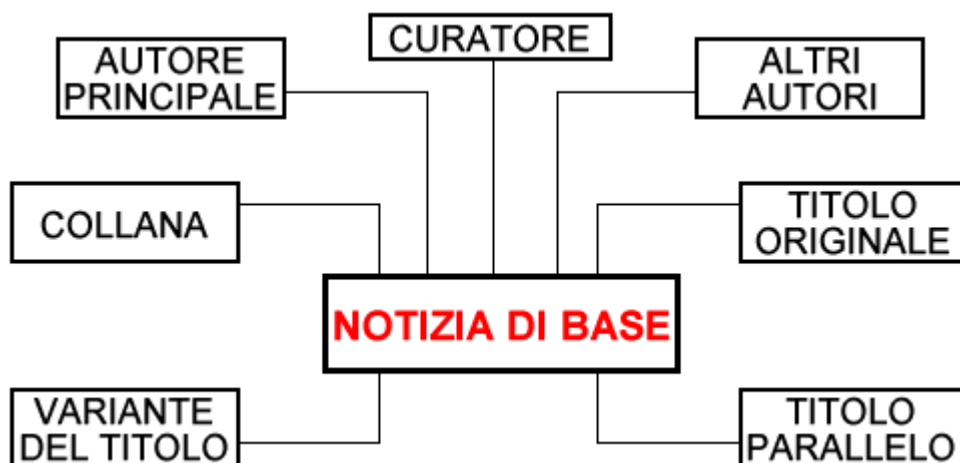 CURATORE
AUTORE
PRINCIPALE
ALTRI
AUTORI
COLLANA
TITOLO
ORIGINALE
NOTIZIA DI BASE
VARIANTE
DEL TITOLO
TITOLO
PARALLELO